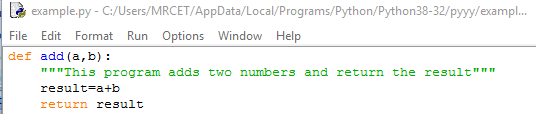 example.py - C:/Users/MRCET/AppData/Local/Programs/Python/Python38-32/pyyy/exampl...
File Edit Format Run Options Window Help
def add(a,b):
    """This program adds two numbers and return the result"""
    result=a+b
    return result